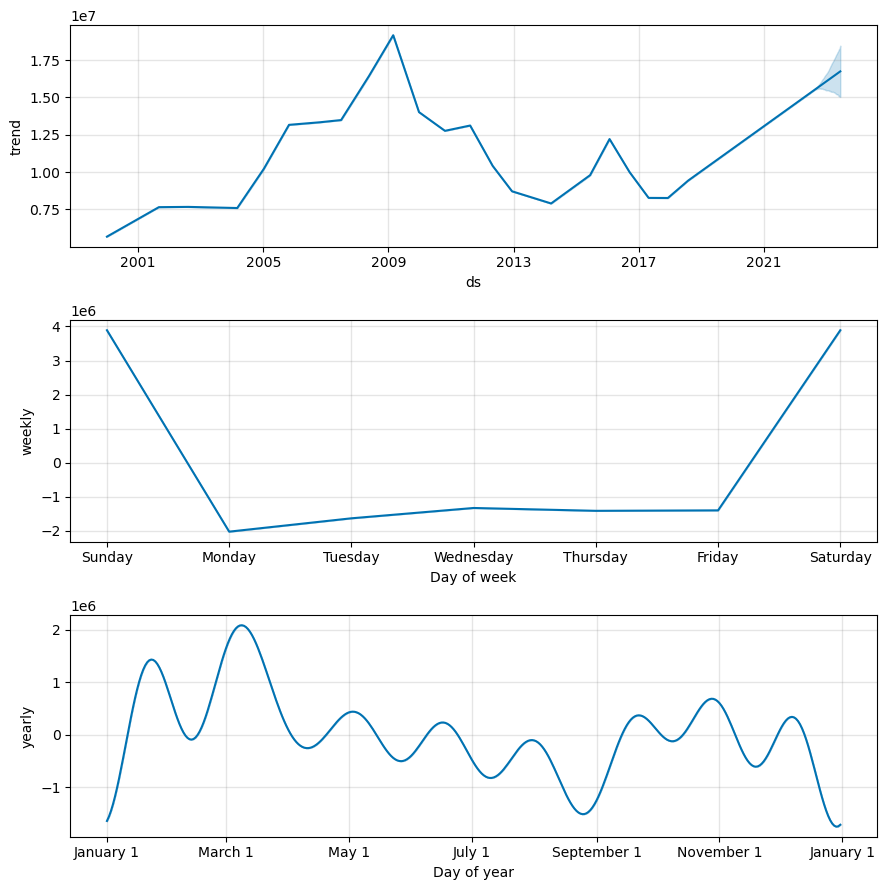 1e7
1.75
1.50
1.25
1.00
0.75
trend
2001 2005 2009 2013 2017 2021
ds
1e6
4
3
2
1
0
−1
−2
weekly
Sunday Monday Tuesday Wednesday Thursday Friday Saturday
Day of week
1e6
2
1
0
−1
yearly
January 1 March 1 May 1 July 1 September 1 November 1 January 1
Day of year